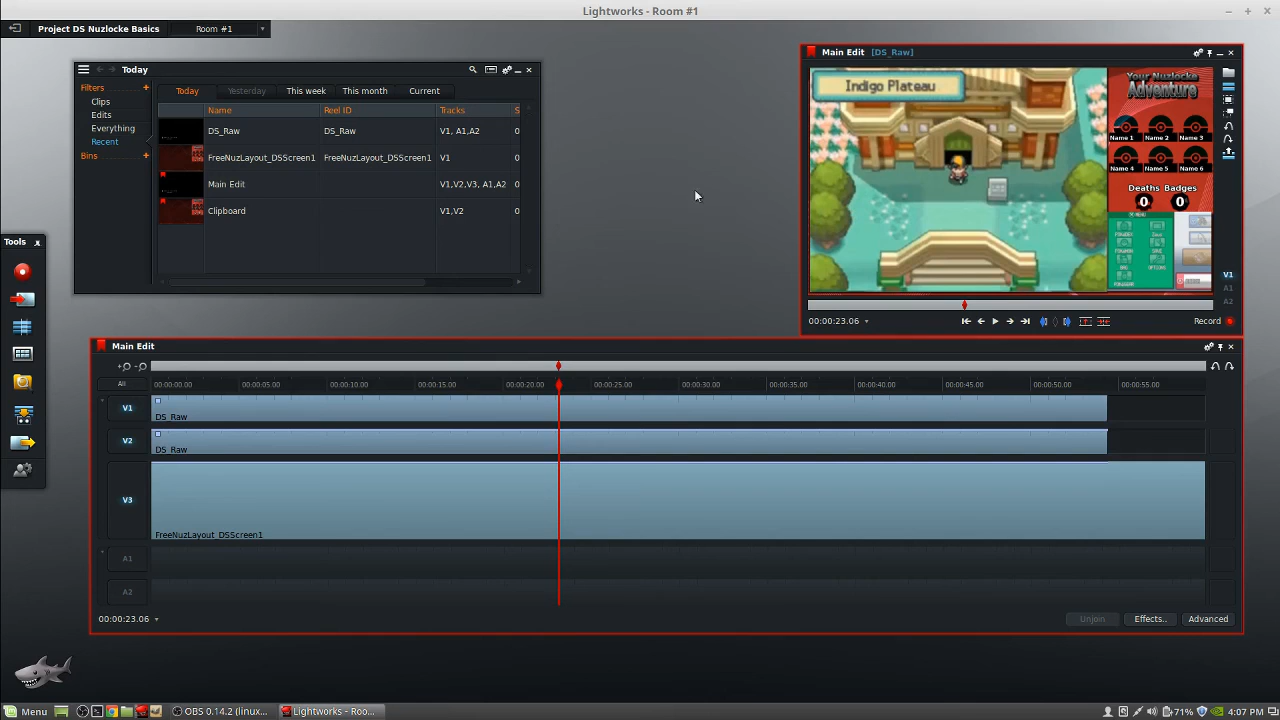 Lightworks - Room #1
Project DS Nuzlocke Basics
Room #1
Today
Filters
Clips
Edits
Everything
Recent
Bins
Today Yesterday This week This month Current
Name Reel ID Tracks S
DS_Raw DS_Raw V1, A1,A2 0
FreeNuzLayout_DSScreen1 FreeNuzLayout_DSScreen1 V1 0
Main Edit V1,V2,V3, A1,A2 0
Clipboard V1,V2 0
Main Edit [DS_Raw]
Indigo Plateau
Your Nuzlocke
Adventure
Name 1 Name 2 Name 3
Name 4 Name 5 Name 6
Deaths Badges
0 0
V1
A1
A2
00:00:23.06
Record
Tools
Main Edit
All
00:00:00.00 00:00:05.00 00:00:10.00 00:00:15.00 00:00:20.00 00:00:25.00 00:00:30.00 00:00:35.00 00:00:40.00 00:00:45.00 00:00:50.00 00:00:55.00
V1
DS_Raw
V2
DS_Raw
V3
FreeNuzLayout_DSScreen1
A1
A2
00:00:23.06
Unjoin Effects.. Advanced
Menu
OBS 0.14.2 (linux...
Lightworks - Roo...
71%
4:07 PM